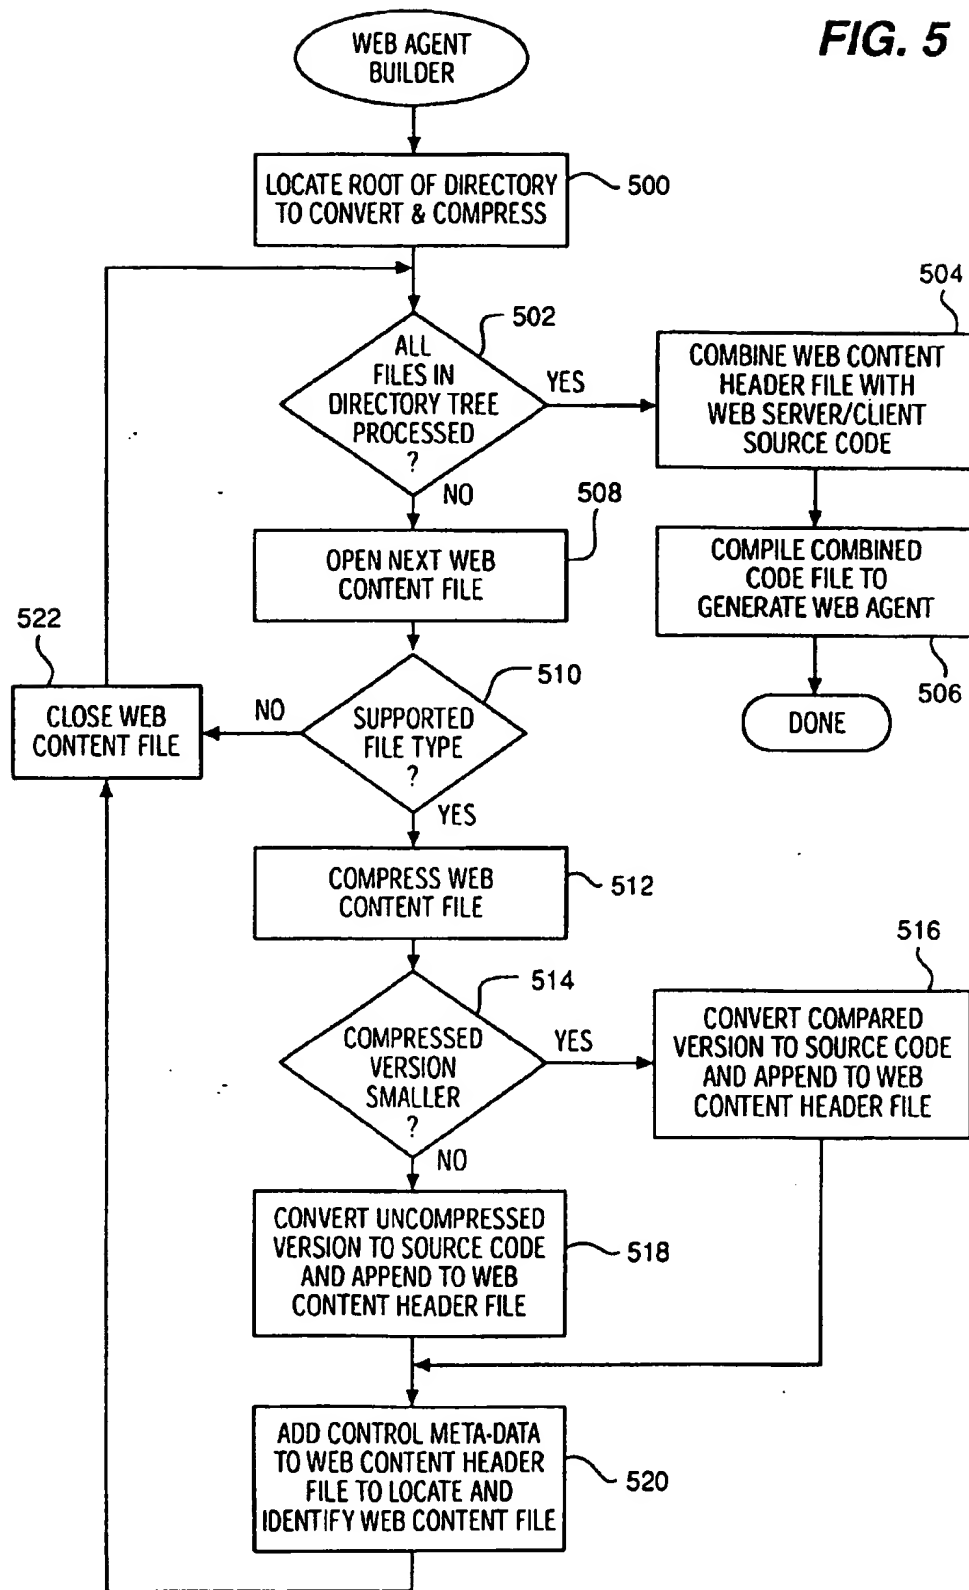 FIG. 5
WEB AGENT
BUILDER
LOCATE ROOT OF DIRECTORY
TO CONVERT & COMPRESS
500
502
ALL
FILES IN
DIRECTORY TREE
PROCESSED
?
YES
NO
504
COMBINE WEB CONTENT
HEADER FILE WITH
WEB SERVER/CLIENT
SOURCE CODE
508
OPEN NEXT WEB
CONTENT FILE
COMPILE COMBINED
CODE FILE TO
GENERATE WEB AGENT
506
DONE
522
CLOSE WEB
CONTENT FILE
NO
510
SUPPORTED
FILE TYPE
?
YES
COMPRESS WEB
CONTENT FILE
512
514
COMPRESSED
VERSION
SMALLER
?
YES
NO
516
CONVERT COMPARED
VERSION TO SOURCE CODE
AND APPEND TO WEB
CONTENT HEADER FILE
CONVERT UNCOMPRESSED
VERSION TO SOURCE CODE
AND APPEND TO WEB
CONTENT HEADER FILE
518
ADD CONTROL META-DATA
TO WEB CONTENT HEADER
FILE TO LOCATE AND
IDENTIFY WEB CONTENT FILE
520